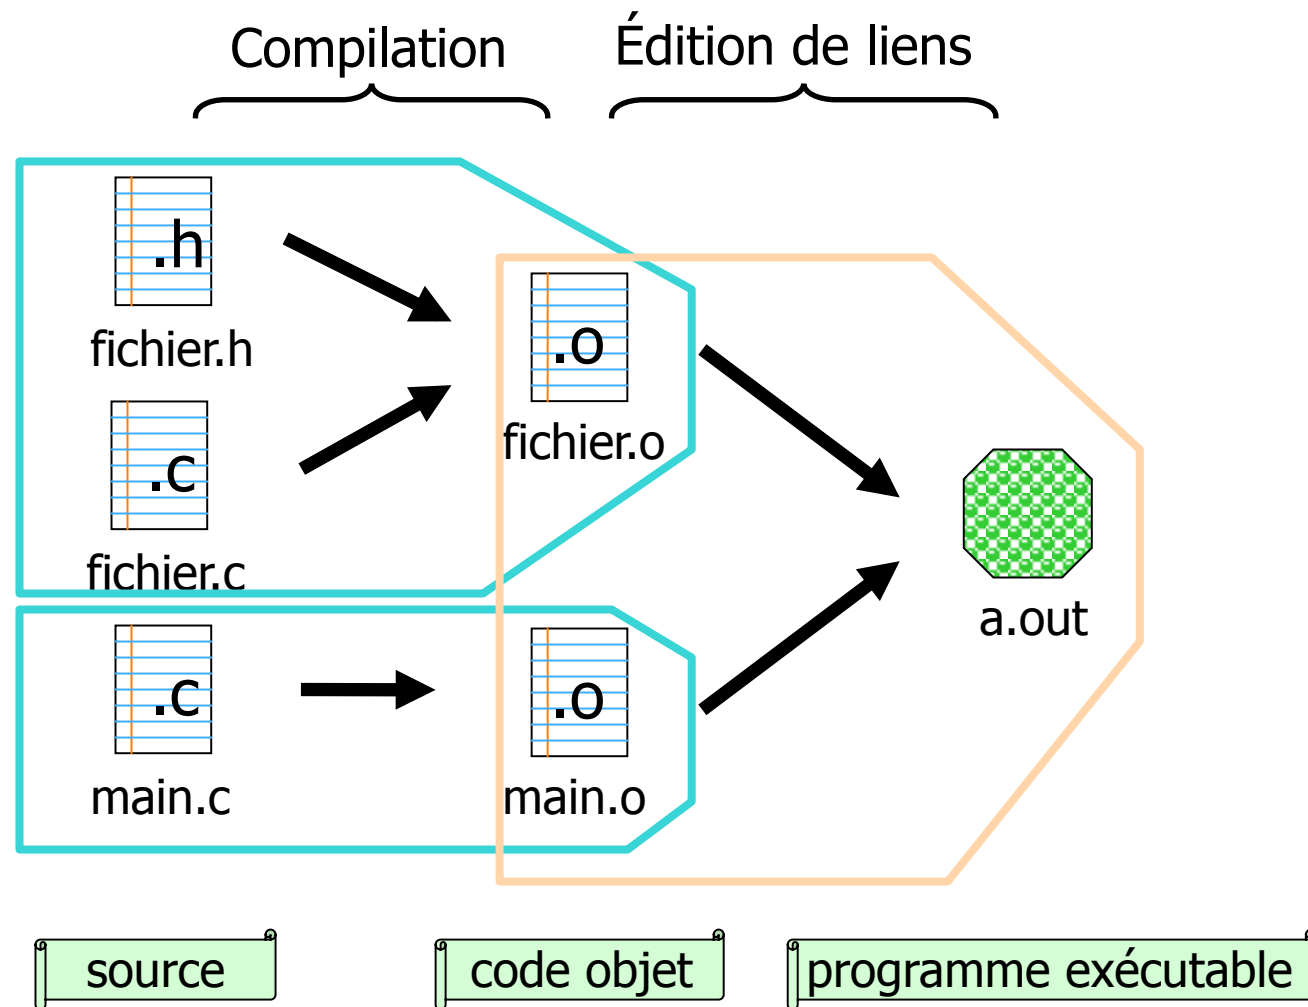 Compilation
Édition de liens
.h
fichier.h
.o
fichier.o
.c
fichier.c
a.out
.c
main.c
.o
main.o
source
code objet
programme exécutable